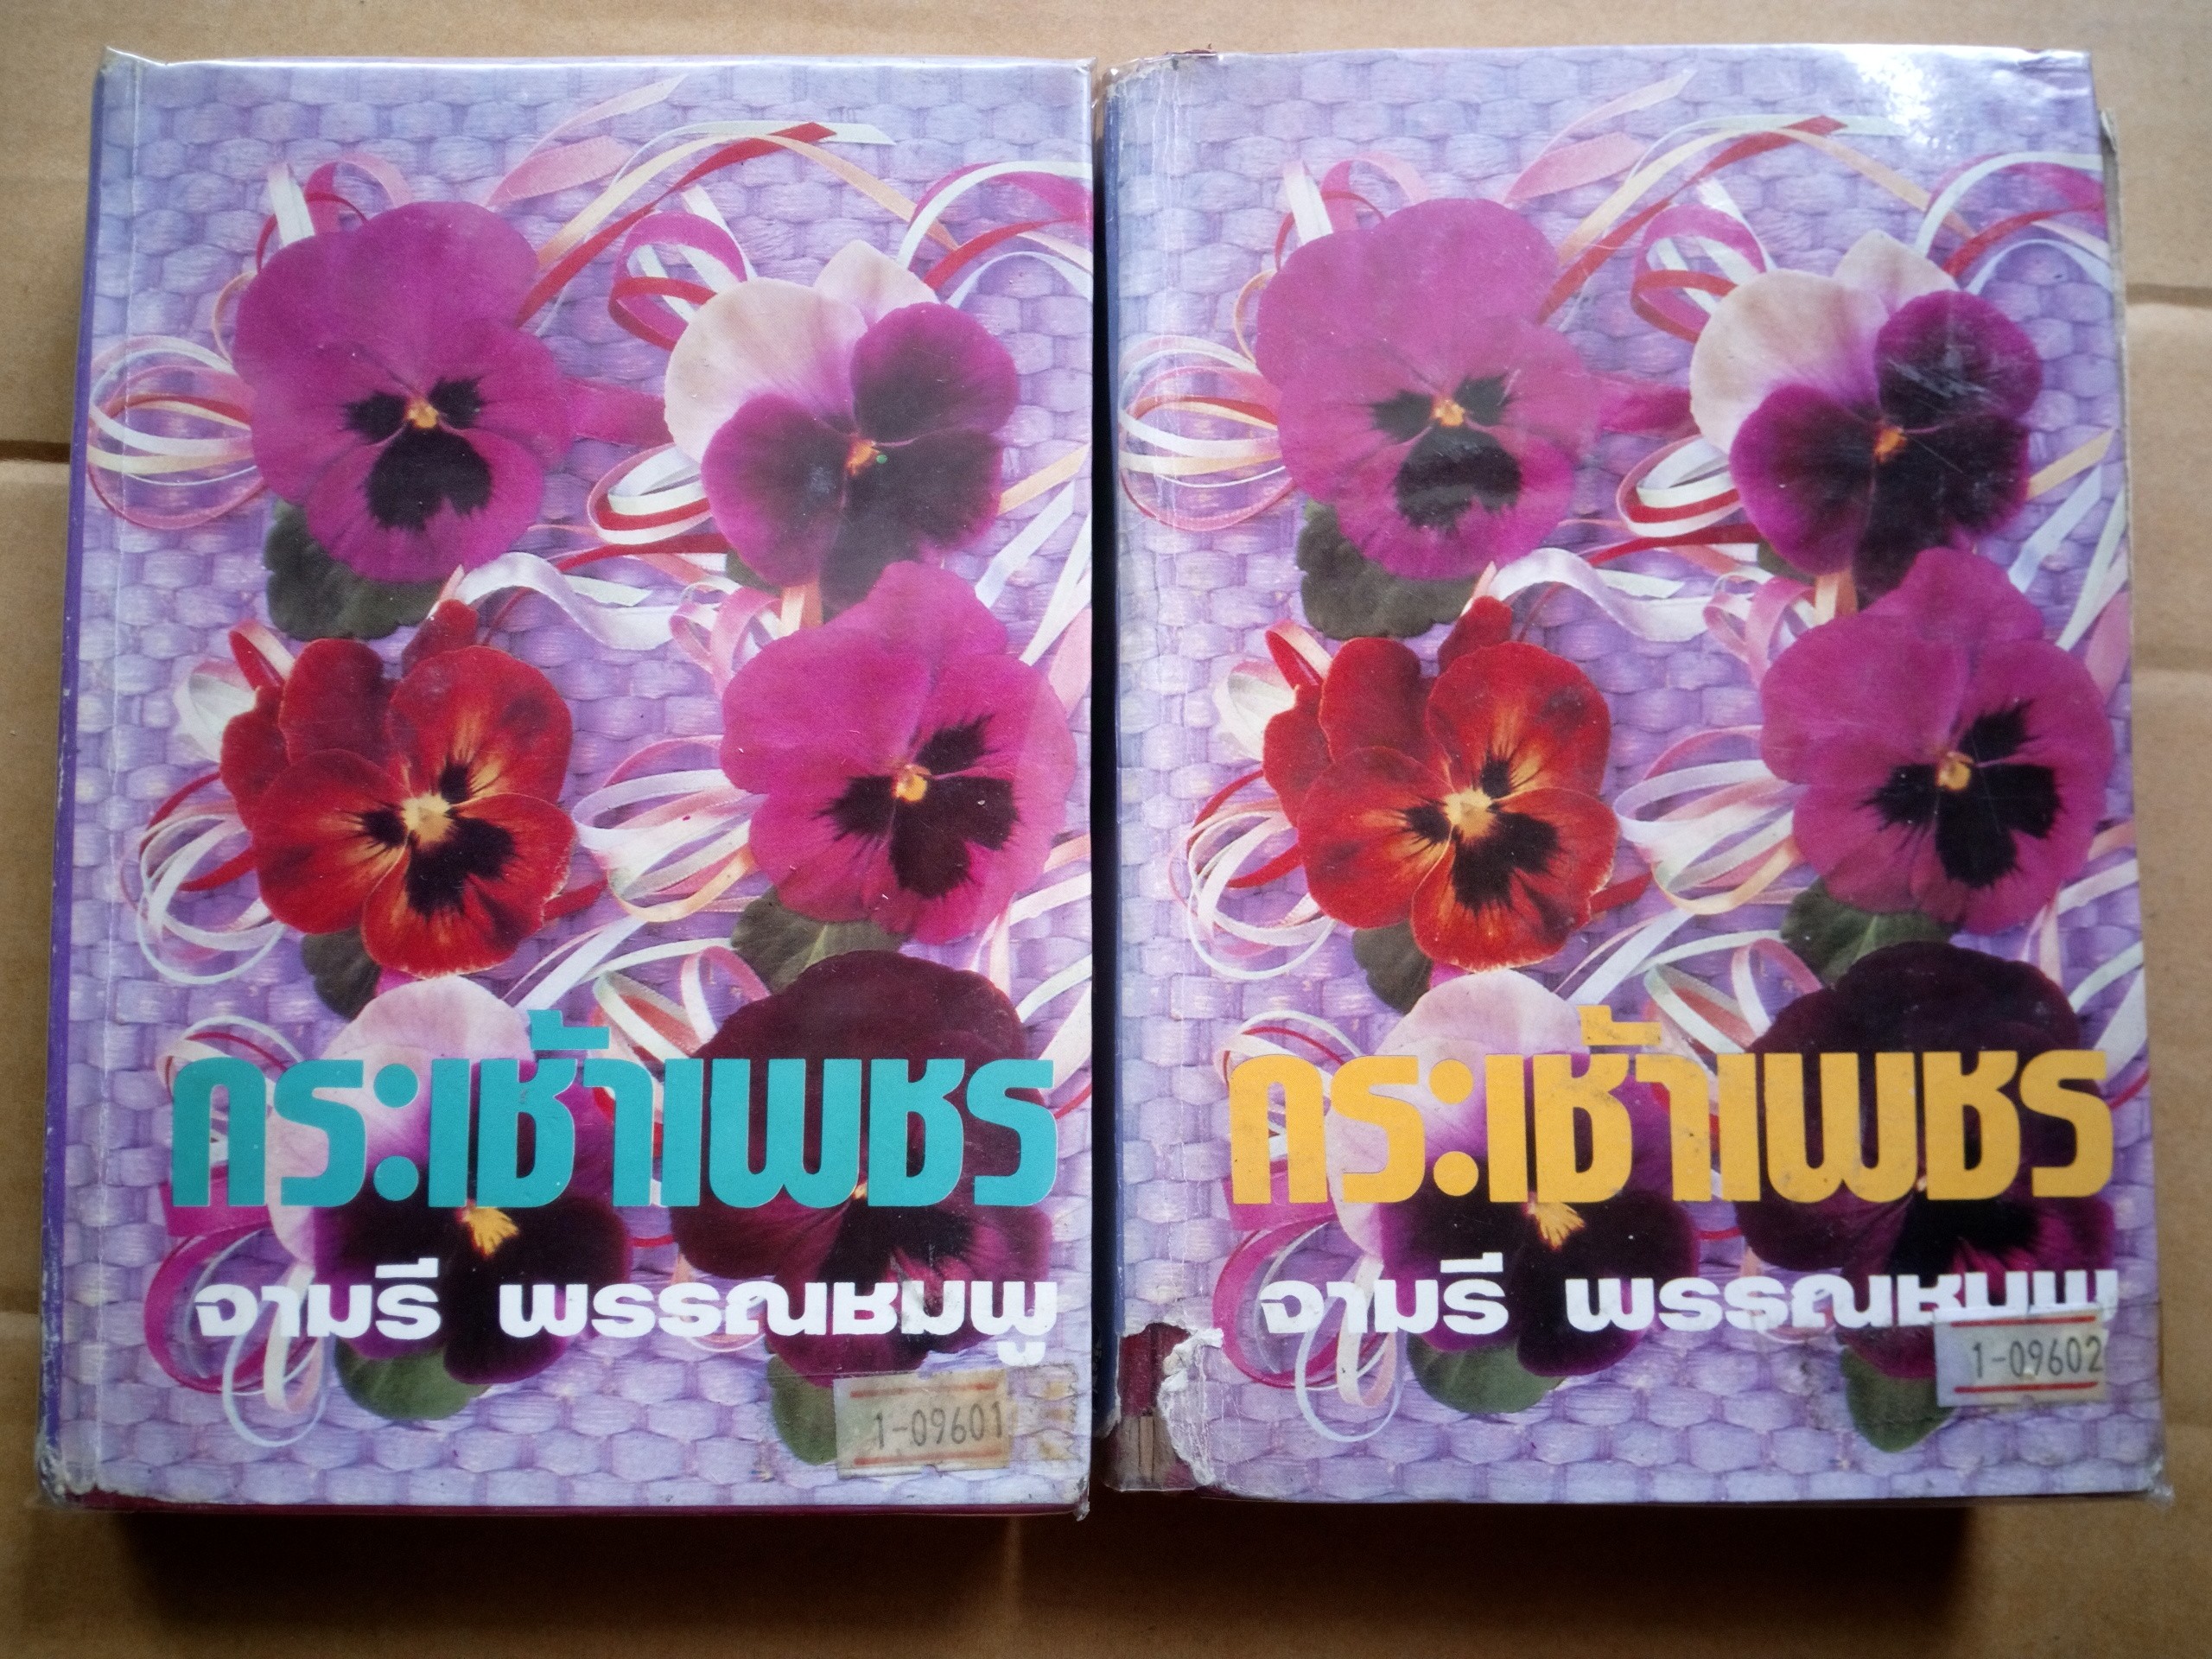 กระเช้าเพชร
จามรี พรรณชมพู
1-09601
กระเช้าเพชร
จามรี พรรณชมพู
1-09602